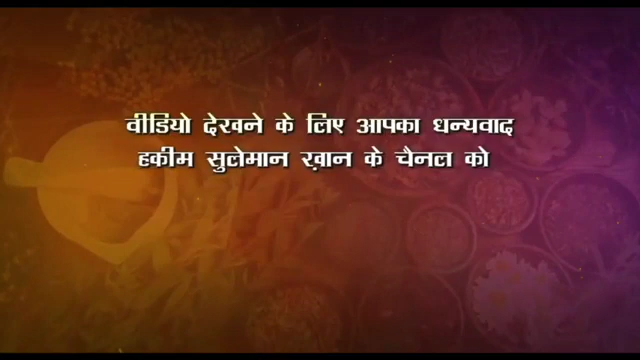 वीडियो देखने के लिए आपका धन्यवाद
हकीम सुलेमान ख़ान के चैनल को